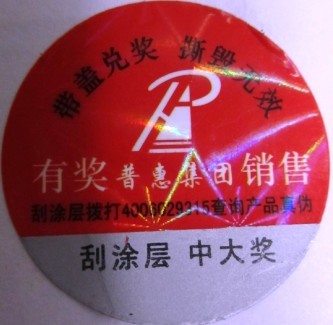 带盖兑奖 撕毁无效
有奖普惠集团销售
刮涂层拨打4006029315查询产品真伪
刮涂层 中大奖